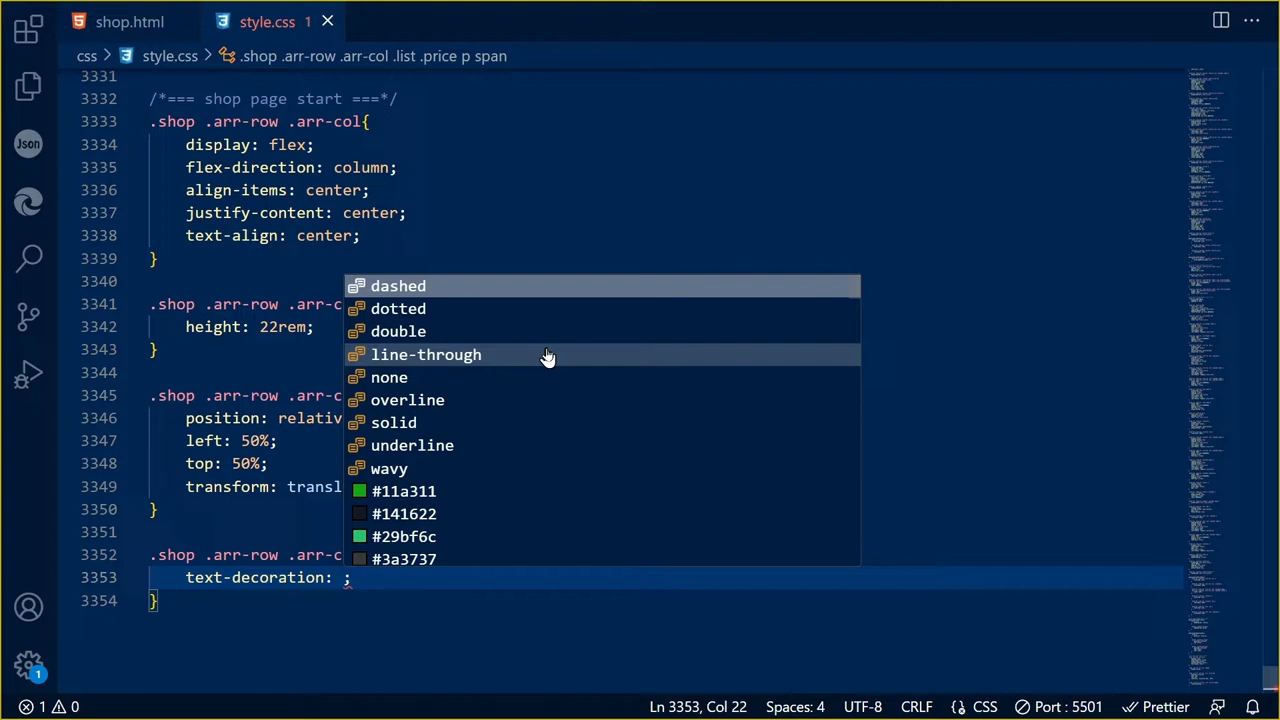 shop.html
style.css 1
css > style.css > .shop .arr-row .arr-col .list .price p span
3331
3332 /*=== shop page start ===*/
3333 .shop .arr-row .arr-col{
3334 display: flex;
3335 flex-direction: column;
3336 align-items: center;
3337 justify-content: center;
3338 text-align: center;
3339 }
3340
3341 .shop .arr-row .arr-c
3342 height: 22rem;
3343 }
3344
3345 .shop .arr-row .arr-c
3346 position: relativ
3347 left: 50%;
3348 top: 50%;
3349 transform: transl
3350 }
3351
3352 .shop .arr-row .arr-c
3353 text-decoration: ;
3354 }
dashed
dotted
double
line-through
none
overline
solid
underline
wavy
#11a311
#141622
#29bf6c
#3a3737
Json
1
1 0 Ln 3353, Col 22 Spaces: 4 UTF-8 CRLF CSS Port : 5501 Prettier